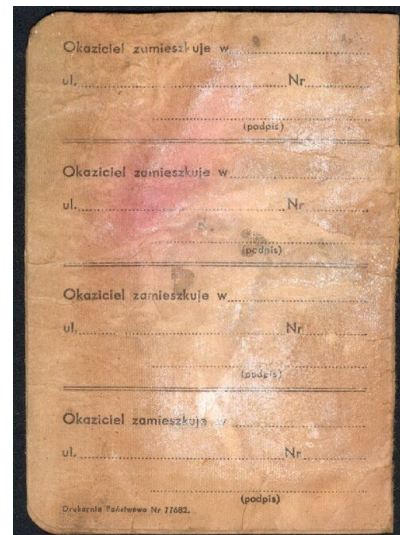 Okaziciel zamieszkuje w
ul. Nr
(podpis)
Okaziciel zamieszkuje w
ul. Nr
(podpis)
Okaziciel zamieszkuje w
ul. Nr
(podpis)
Okaziciel zamieszkuje w
ul. Nr
(podpis)
Drukarnia Państwowa Nr 77682.